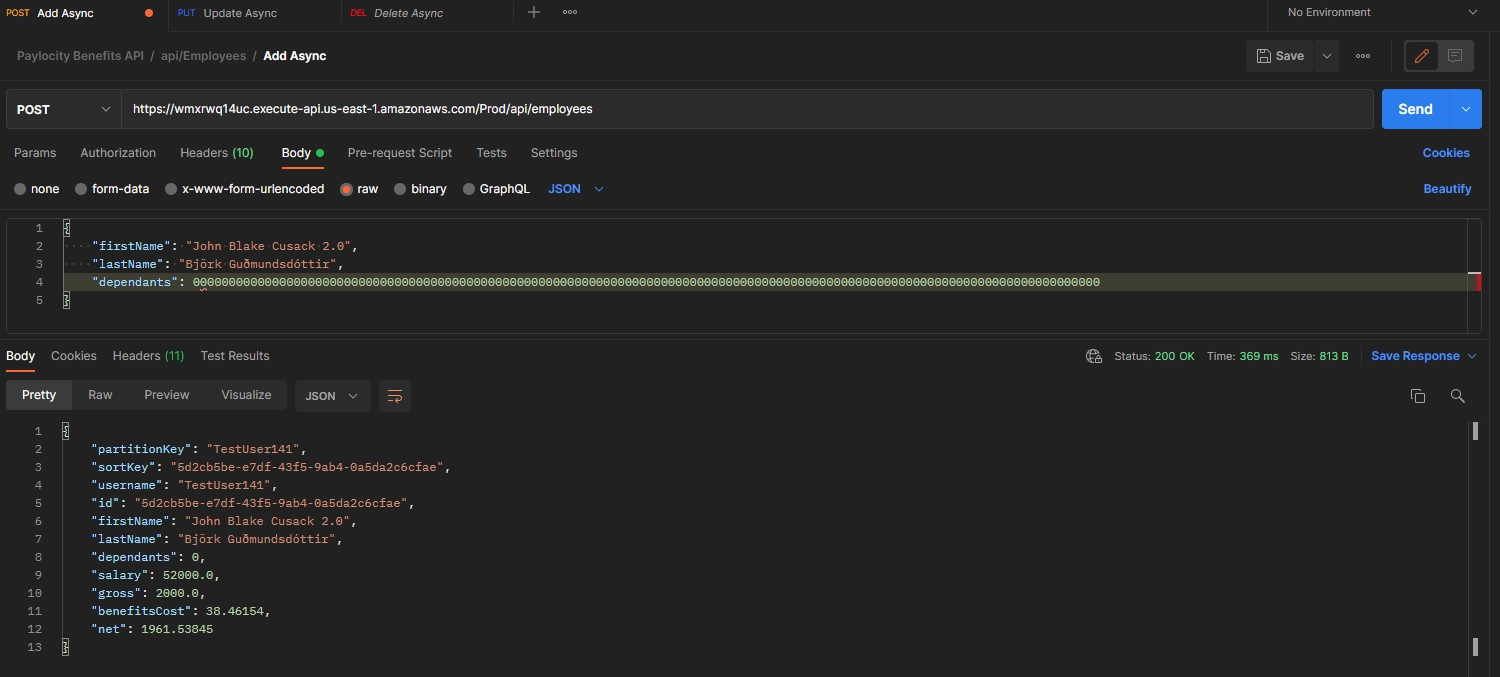 POST Add Async PUT Update Async DEL Delete Async No Environment
Paylocity Benefits API / api/Employees / Add Async Save
POST https://wmxrwq14uc.execute-api.us-east-1.amazonaws.com/Prod/api/employees Send
Params Authorization Headers (10) Body Pre-request Script Tests Settings Cookies
none form-data x-www-form-urlencoded raw binary GraphQL JSON Beautify
1 {
2 "firstName": "John Blake Cusack 2.0",
3 "lastName": "Björk Guðmundsdóttir",
4 "dependants": 000000000000000000000000000000000000000000000000000000000000000000000000000000000000000000000000000000000000000000000000000000
5 }
Body Cookies Headers (11) Test Results Status: 200 OK Time: 369 ms Size: 813 B Save Response
Pretty Raw Preview Visualize JSON
1 {
2 "partitionKey": "TestUser141",
3 "sortKey": "5d2cb5be-e7df-43f5-9ab4-0a5da2c6cfae",
4 "username": "TestUser141",
5 "id": "5d2cb5be-e7df-43f5-9ab4-0a5da2c6cfae",
6 "firstName": "John Blake Cusack 2.0",
7 "lastName": "Björk Guðmundsdóttir",
8 "dependants": 0,
9 "salary": 52000.0,
10 "gross": 2000.0,
11 "benefitsCost": 38.46154,
12 "net": 1961.53845
13 }